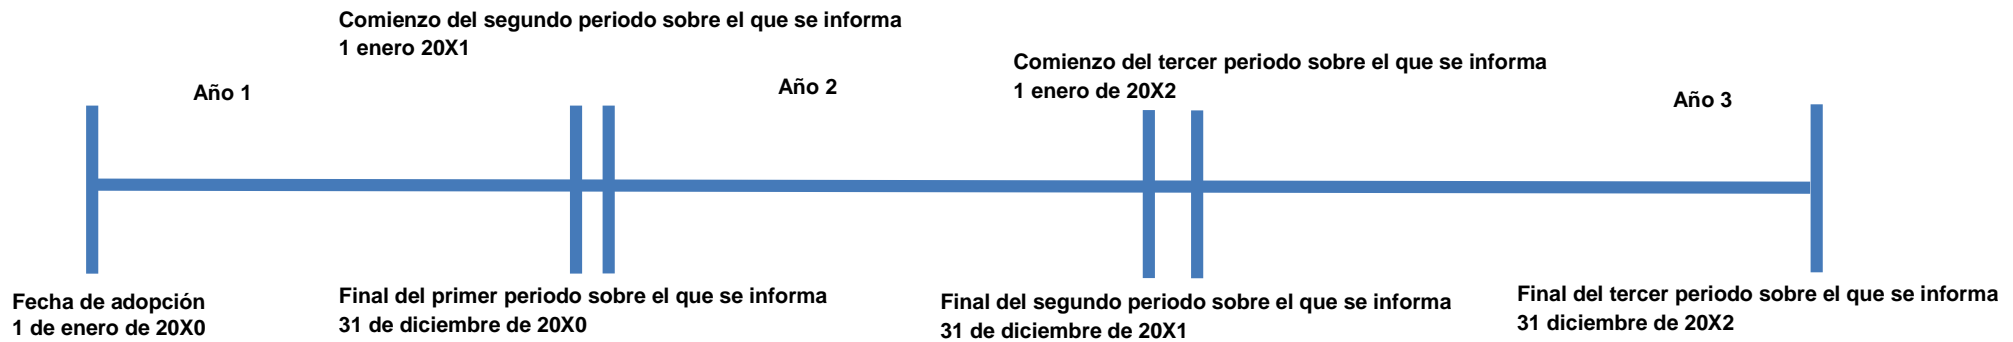 Comienzo del segundo periodo sobre el que se informa
1 enero 20X1
Comienzo del tercer periodo sobre el que se informa
1 enero de 20X2
Año 1
Año 2
Año 3
Fecha de adopción
1 de enero de 20X0
Final del primer periodo sobre el que se informa
31 de diciembre de 20X0
Final del segundo periodo sobre el que se informa
31 de diciembre de 20X1
Final del tercer periodo sobre el que se informa
31 diciembre de 20X2